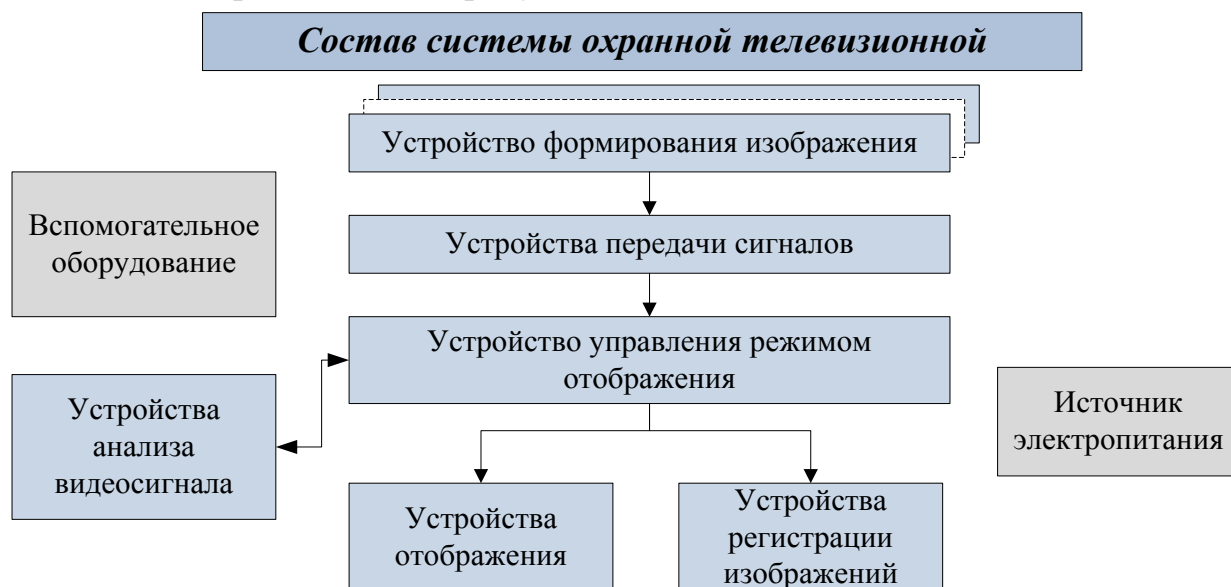 Состав системы охранной телевизионной
Устройство формирования изображения
Вспомогательное
оборудование
Устройства передачи сигналов
Устройство управления режимом
отображения
Устройства
анализа
видеосигнала
Источник
электропитания
Устройства
отображения
Устройства
регистрации
изображений